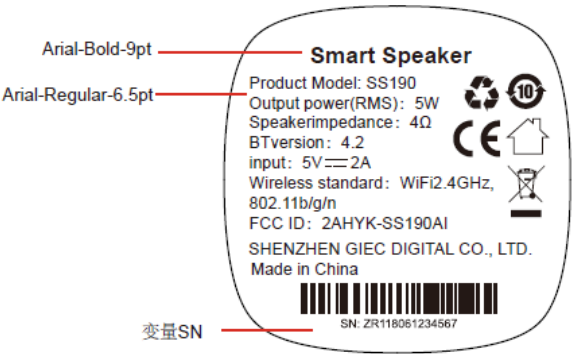 Arial-Bold-9pt
Smart Speaker
Arial-Regular-6.5pt
Product Model: SS190
Output power(RMS): 5W
Speakerimpedance: 4Ω
BTversion: 4.2
input: 5V⎓2A
Wireless standard: WiFi2.4GHz,
802.11b/g/n
FCC ID: 2AHYK-SS190AI
SHENZHEN GIEC DIGITAL CO., LTD.
Made in China
10
CE
变量SN
SN: ZR118061234567